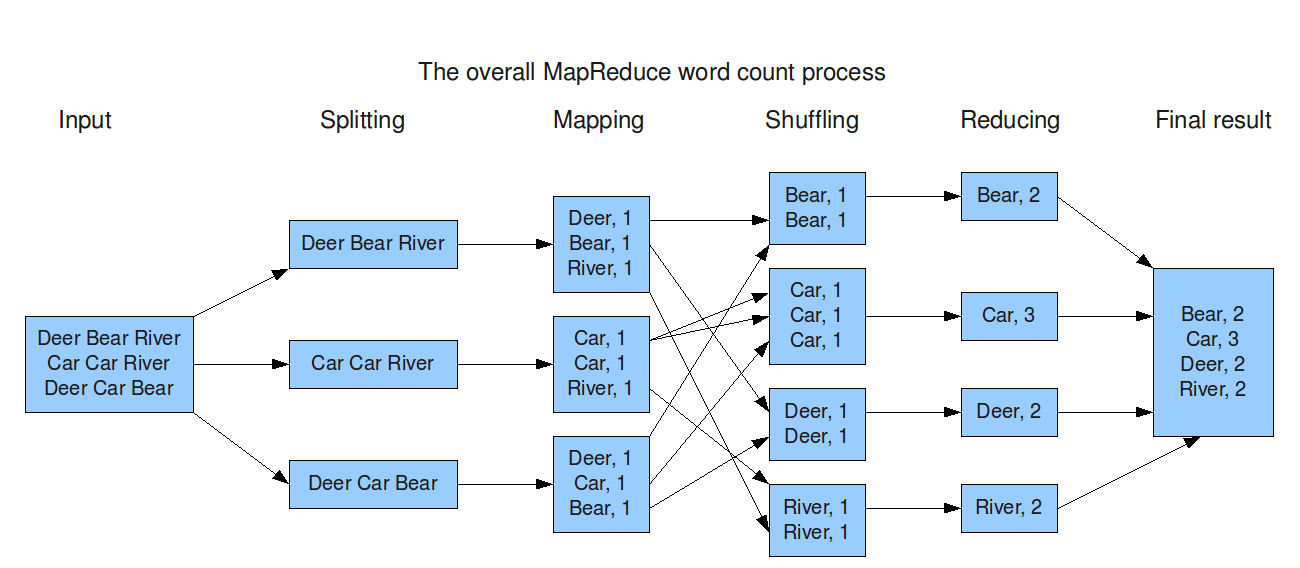 The overall MapReduce word count process
Input
Splitting
Mapping
Shuffling
Reducing
Final result
Deer Bear River
Car Car River
Deer Car Bear
Deer Bear River
Car Car River
Deer Car Bear
Deer, 1
Bear, 1
River, 1
Car, 1
Car, 1
River, 1
Deer, 1
Car, 1
Bear, 1
Bear, 1
Bear, 1
Car, 1
Car, 1
Car, 1
Deer, 1
Deer, 1
River, 1
River, 1
Bear, 2
Car, 3
Deer, 2
River, 2
Bear, 2
Car, 3
Deer, 2
River, 2